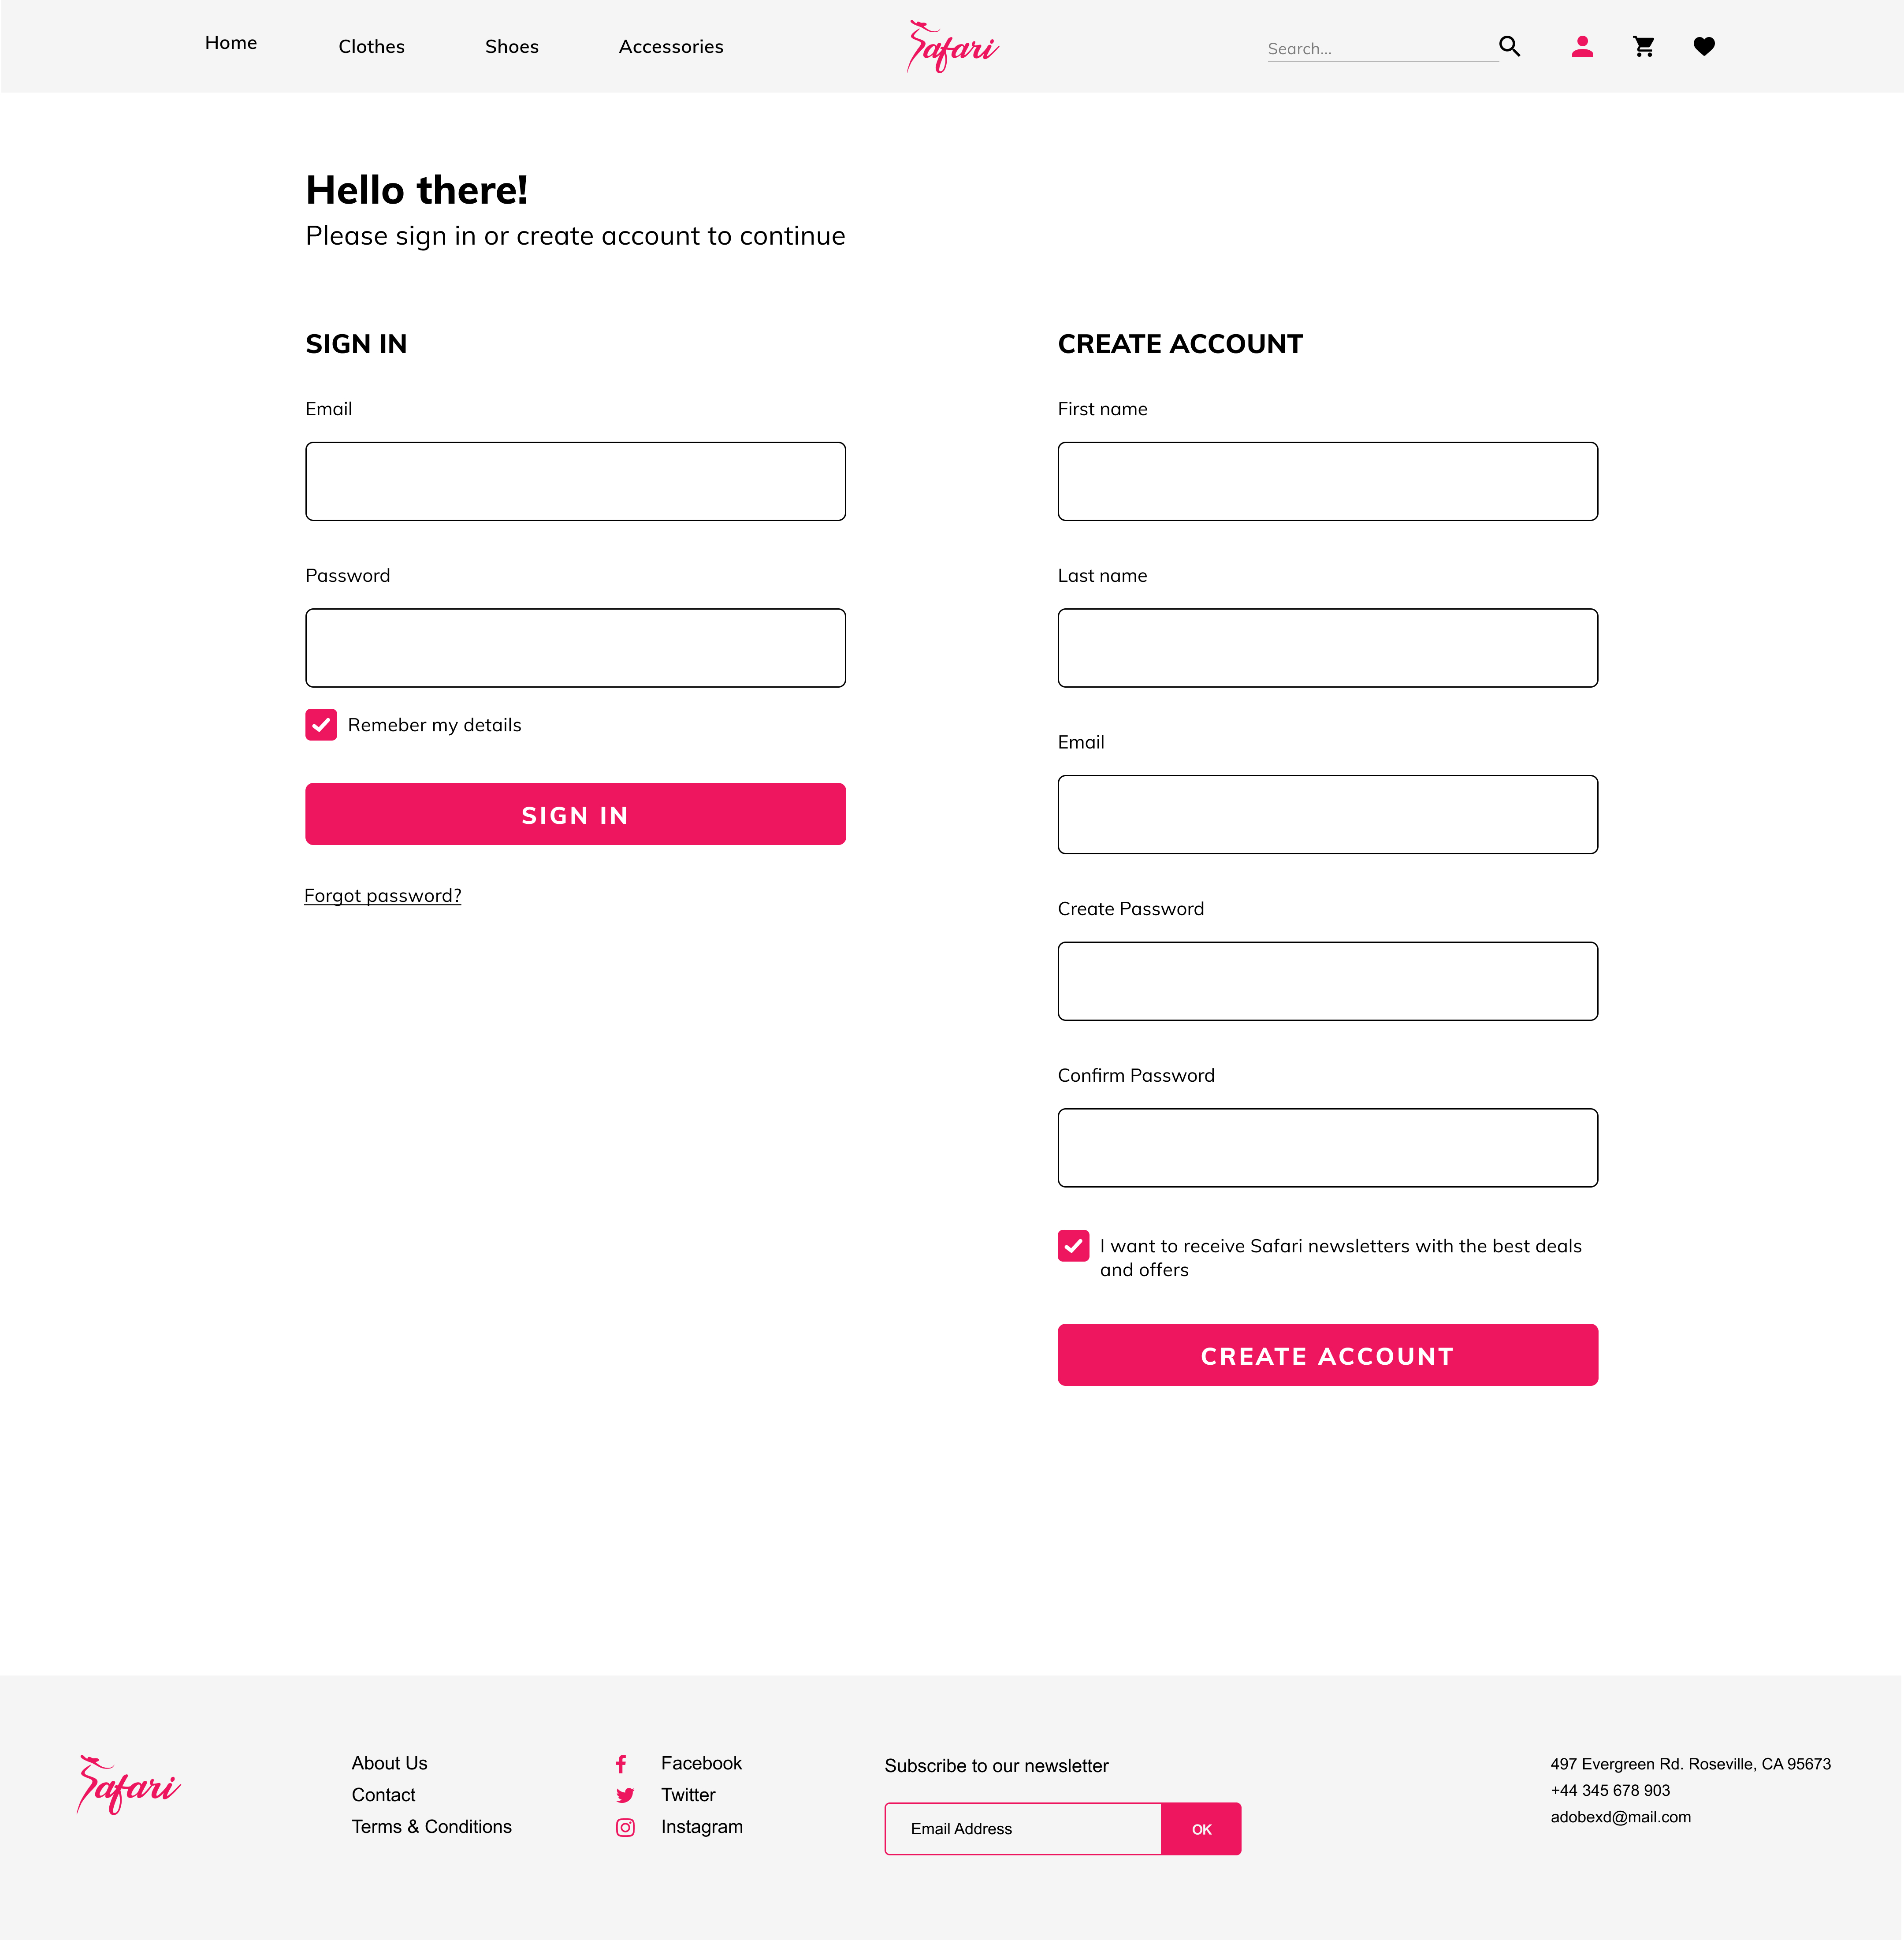 Home Clothes Shoes Accessories Safari Search...
Hello there!
Please sign in or create account to continue
SIGN IN
Email
Password
Remeber my details
SIGN IN
Forgot password?
CREATE ACCOUNT
First name
Last name
Email
Create Password
Confirm Password
I want to receive Safari newsletters with the best deals
and offers
CREATE ACCOUNT
Safari
About Us
Contact
Terms & Conditions
Facebook
Twitter
Instagram
Subscribe to our newsletter
Email Address OK
497 Evergreen Rd. Roseville, CA 95673
+44 345 678 903
adobexd@mail.com